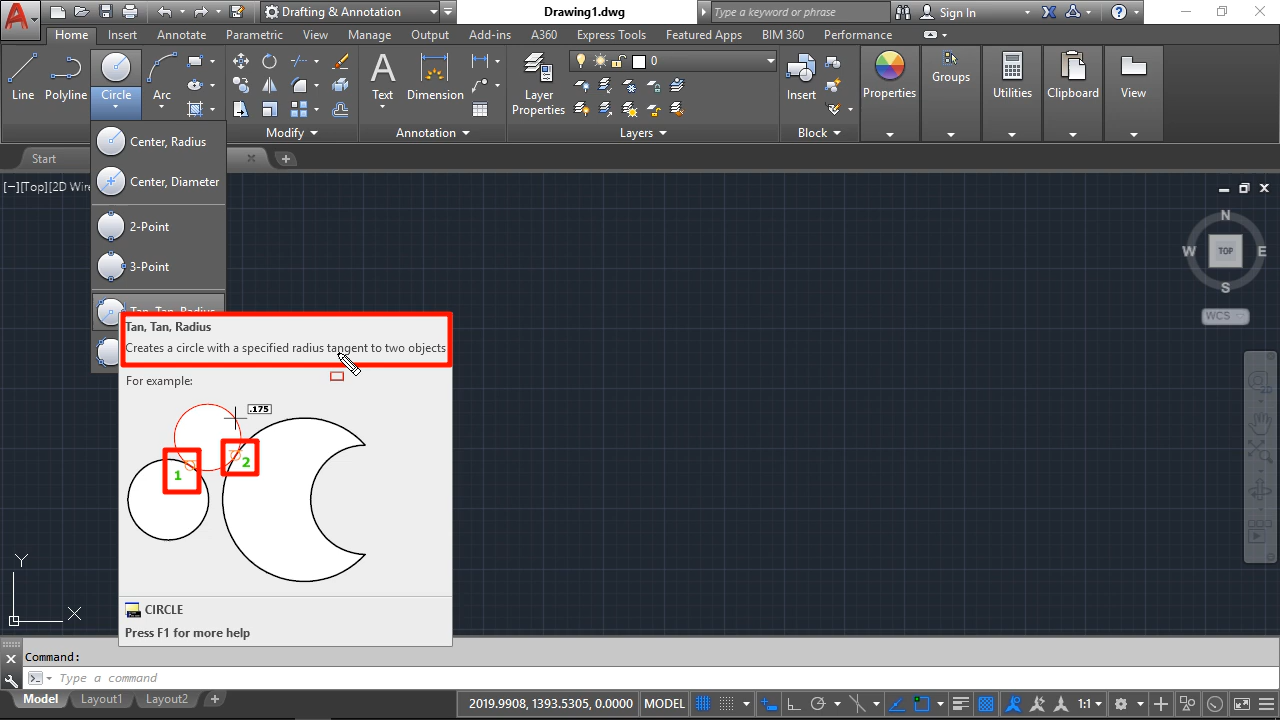 Drafting & Annotation
Drawing1.dwg
Type a keyword or phrase
Sign In
Home
Insert
Annotate
Parametric
View
Manage
Output
Add-ins
A360
Express Tools
Featured Apps
BIM 360
Performance
Line
Polyline
Circle
Arc
Text
Dimension
Layer
Properties
0
Insert
Properties
Groups
Utilities
Clipboard
View
Modify
Annotation
Layers
Block
Start
[−][Top][2D Wire
Center, Radius
Center, Diameter
2-Point
3-Point
Tan, Tan, Radius
Tan, Tan, Radius
Creates a circle with a specified radius tangent to two objects
For example:
.175
1
2
CIRCLE
Press F1 for more help
N
W
TOP
E
S
WCS
Y
X
Command:
Type a command
Model
Layout1
Layout2
2019.9908, 1393.5305, 0.0000
MODEL
1:1